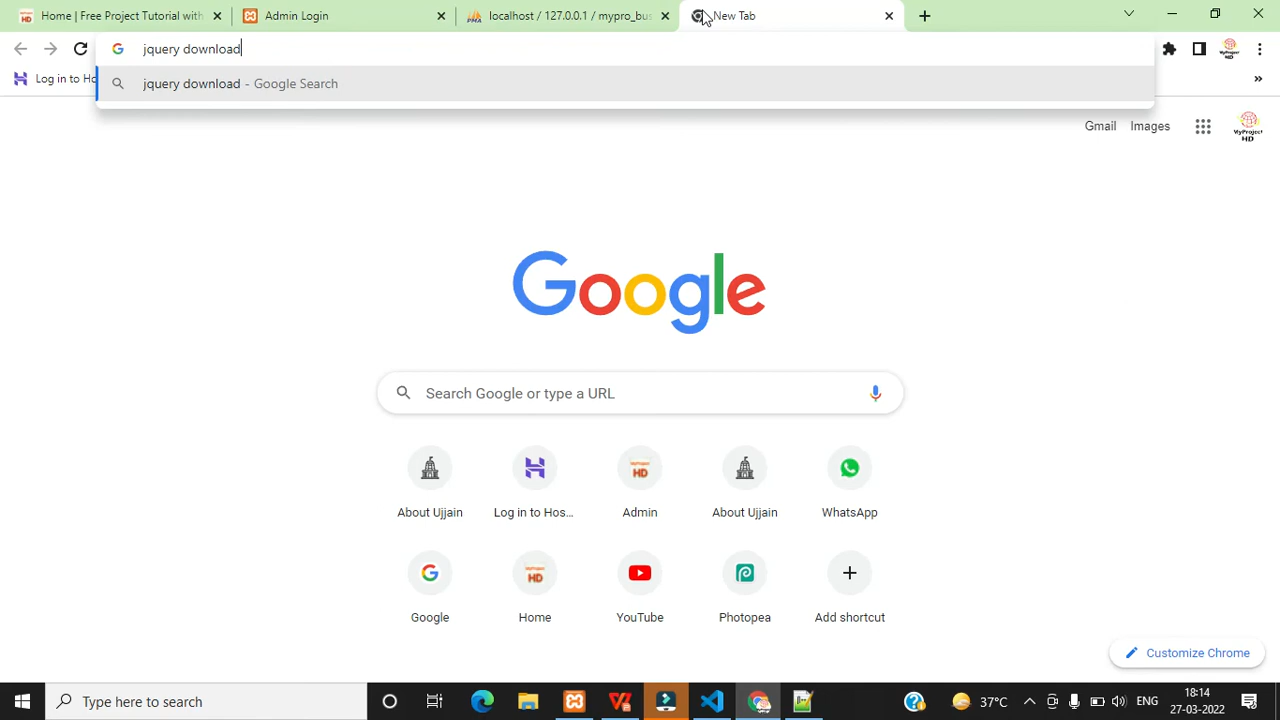 Home | Free Project Tutorial with
Admin Login
localhost / 127.0.0.1 / mypro_bus
New Tab
jquery download
Log in to Ho
jquery download - Google Search
Gmail
Images
MyProject
HD
Google
Search Google or type a URL
About Ujjain
Log in to Hos...
Admin
About Ujjain
WhatsApp
Google
Home
YouTube
Photopea
Add shortcut
Customize Chrome
Type here to search
37°C
ENG
18:14
27-03-2022